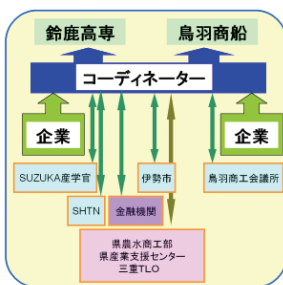 鈴鹿高専
鳥羽商船
コーディネーター
企業
企業
SUZUKA産学官
伊勢市
鳥羽商工会議所
SHTN
金融機関
県農水商工部
県産業支援センター
三重TLO